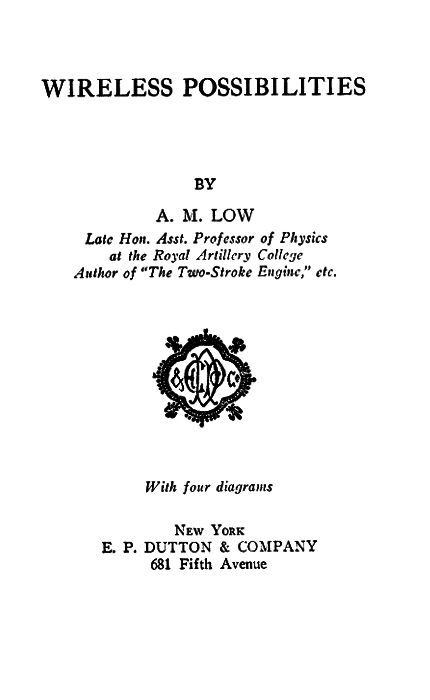 WIRELESS POSSIBILITIES
BY
A. M. LOW
Late Hon. Asst. Professor of Physics
at the Royal Artillery College
Author of "The Two-Stroke Engine," etc.
& Co
With four diagrams
NEW YORK
E. P. DUTTON & COMPANY
681 Fifth Avenue